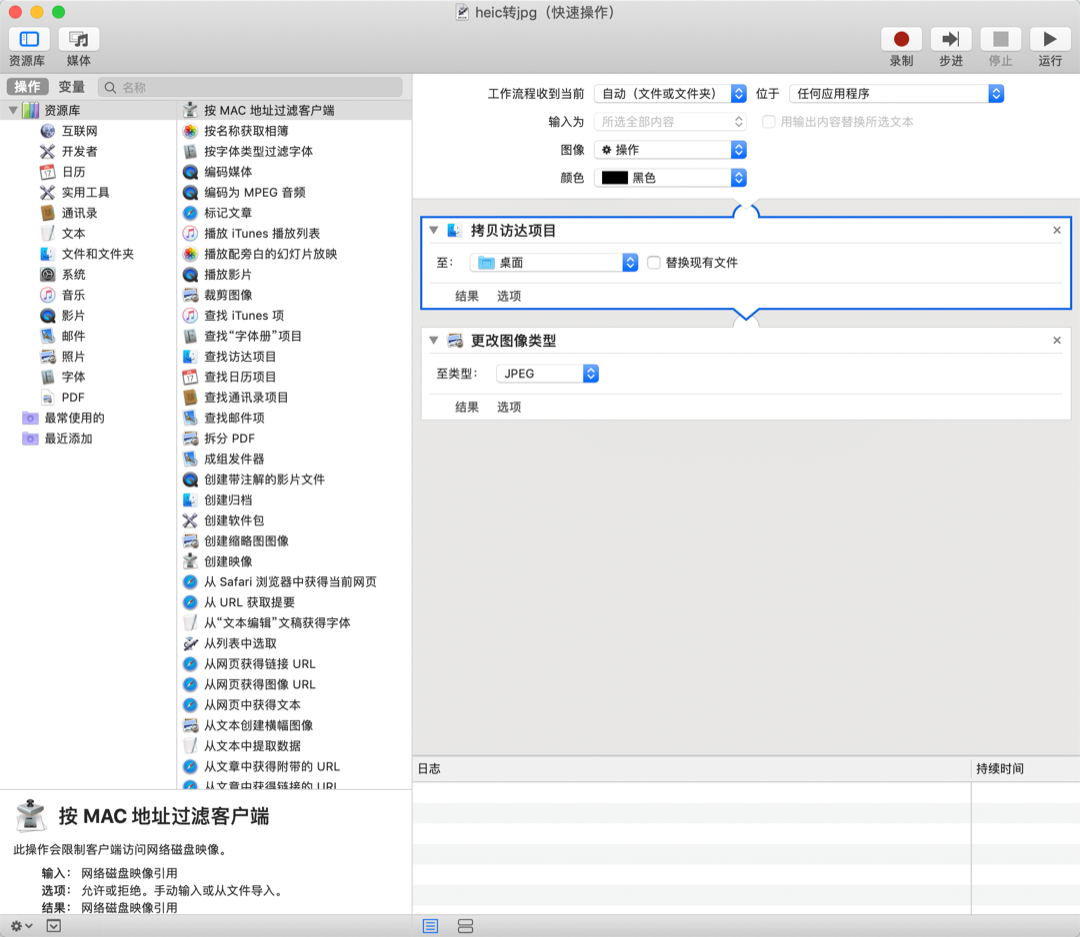 heic转jpg（快速操作）
资源库 媒体 录制 步进 停止 运行
操作 变量 名称
资源库
互联网
开发者
17 日历
实用工具
通讯录
文本
文件和文件夹
系统
音乐
影片
邮件
照片
字体
PDF
最常使用的
最近添加
按 MAC 地址过滤客户端
按名称获取相簿
按字体类型过滤字体
编码媒体
编码为 MPEG 音频
标记文章
播放 iTunes 播放列表
播放配旁白的幻灯片放映
播放影片
裁剪图像
查找 iTunes 项
查找“字体册”项目
查找访达项目
17 查找日历项目
查找通讯录项目
查找邮件项
拆分 PDF
成组发件器
创建带注解的影片文件
创建归档
创建软件包
创建缩略图图像
创建映像
从 Safari 浏览器中获得当前网页
从 URL 获取提要
从“文本编辑”文稿获得字体
从列表中选取
从网页获得链接 URL
从网页获得图像 URL
从网页中获得文本
从文本创建横幅图像
从文本中提取数据
从文章中获得附带的 URL
从文章中获得链接的 URL
按 MAC 地址过滤客户端
此操作会限制客户端访问网络磁盘映像。
输入： 网络磁盘映像引用
选项： 允许或拒绝。手动输入或从文件导入。
结果： 网络磁盘映像引用
工作流程收到当前 自动（文件或文件夹） 位于 任何应用程序
输入为 所选全部内容 用输出内容替换所选文本
图像 操作
颜色 黑色
拷贝访达项目
至： 桌面 替换现有文件
结果 选项
更改图像类型
至类型： JPEG
结果 选项
日志 持续时间